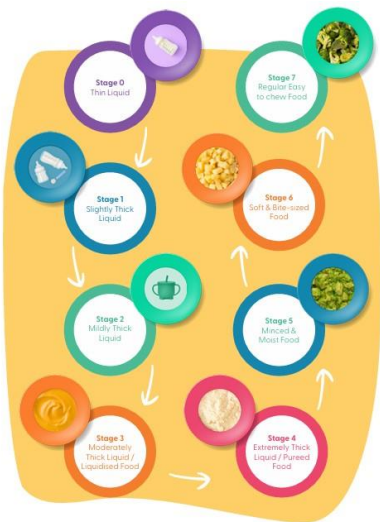 Stage 0
Thin Liquid
Stage 1
Slightly Thick
Liquid
Stage 2
Mildly Thick
Liquid
Stage 3
Moderately
Thick Liquid /
Liquidised Food
Stage 4
Extremely Thick
Liquid / Pureed
Food
Stage 5
Minced &
Moist Food
Stage 6
Soft & Bite-sized
Food
Stage 7
Regular Easy
to chew Food